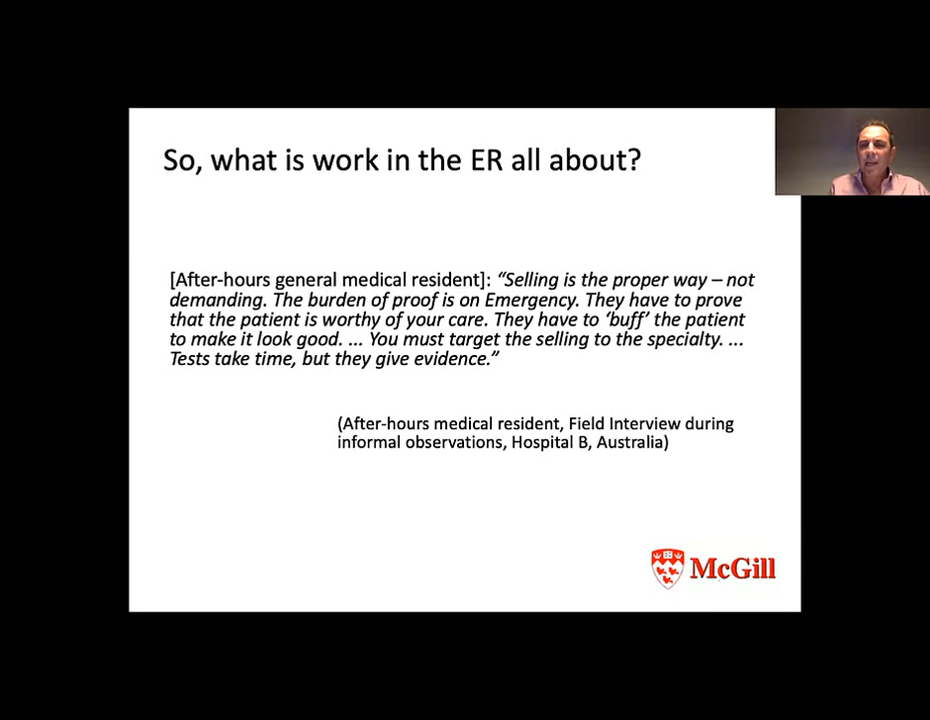 So, what is work in the ER all about?
[After-hours general medical resident]: “Selling is the proper way – not
demanding. The burden of proof is on Emergency. They have to prove
that the patient is worthy of your care. They have to ‘buff’ the patient
to make it look good. ... You must target the selling to the specialty. ...
Tests take time, but they give evidence.”
(After-hours medical resident, Field Interview during
informal observations, Hospital B, Australia)
McGill